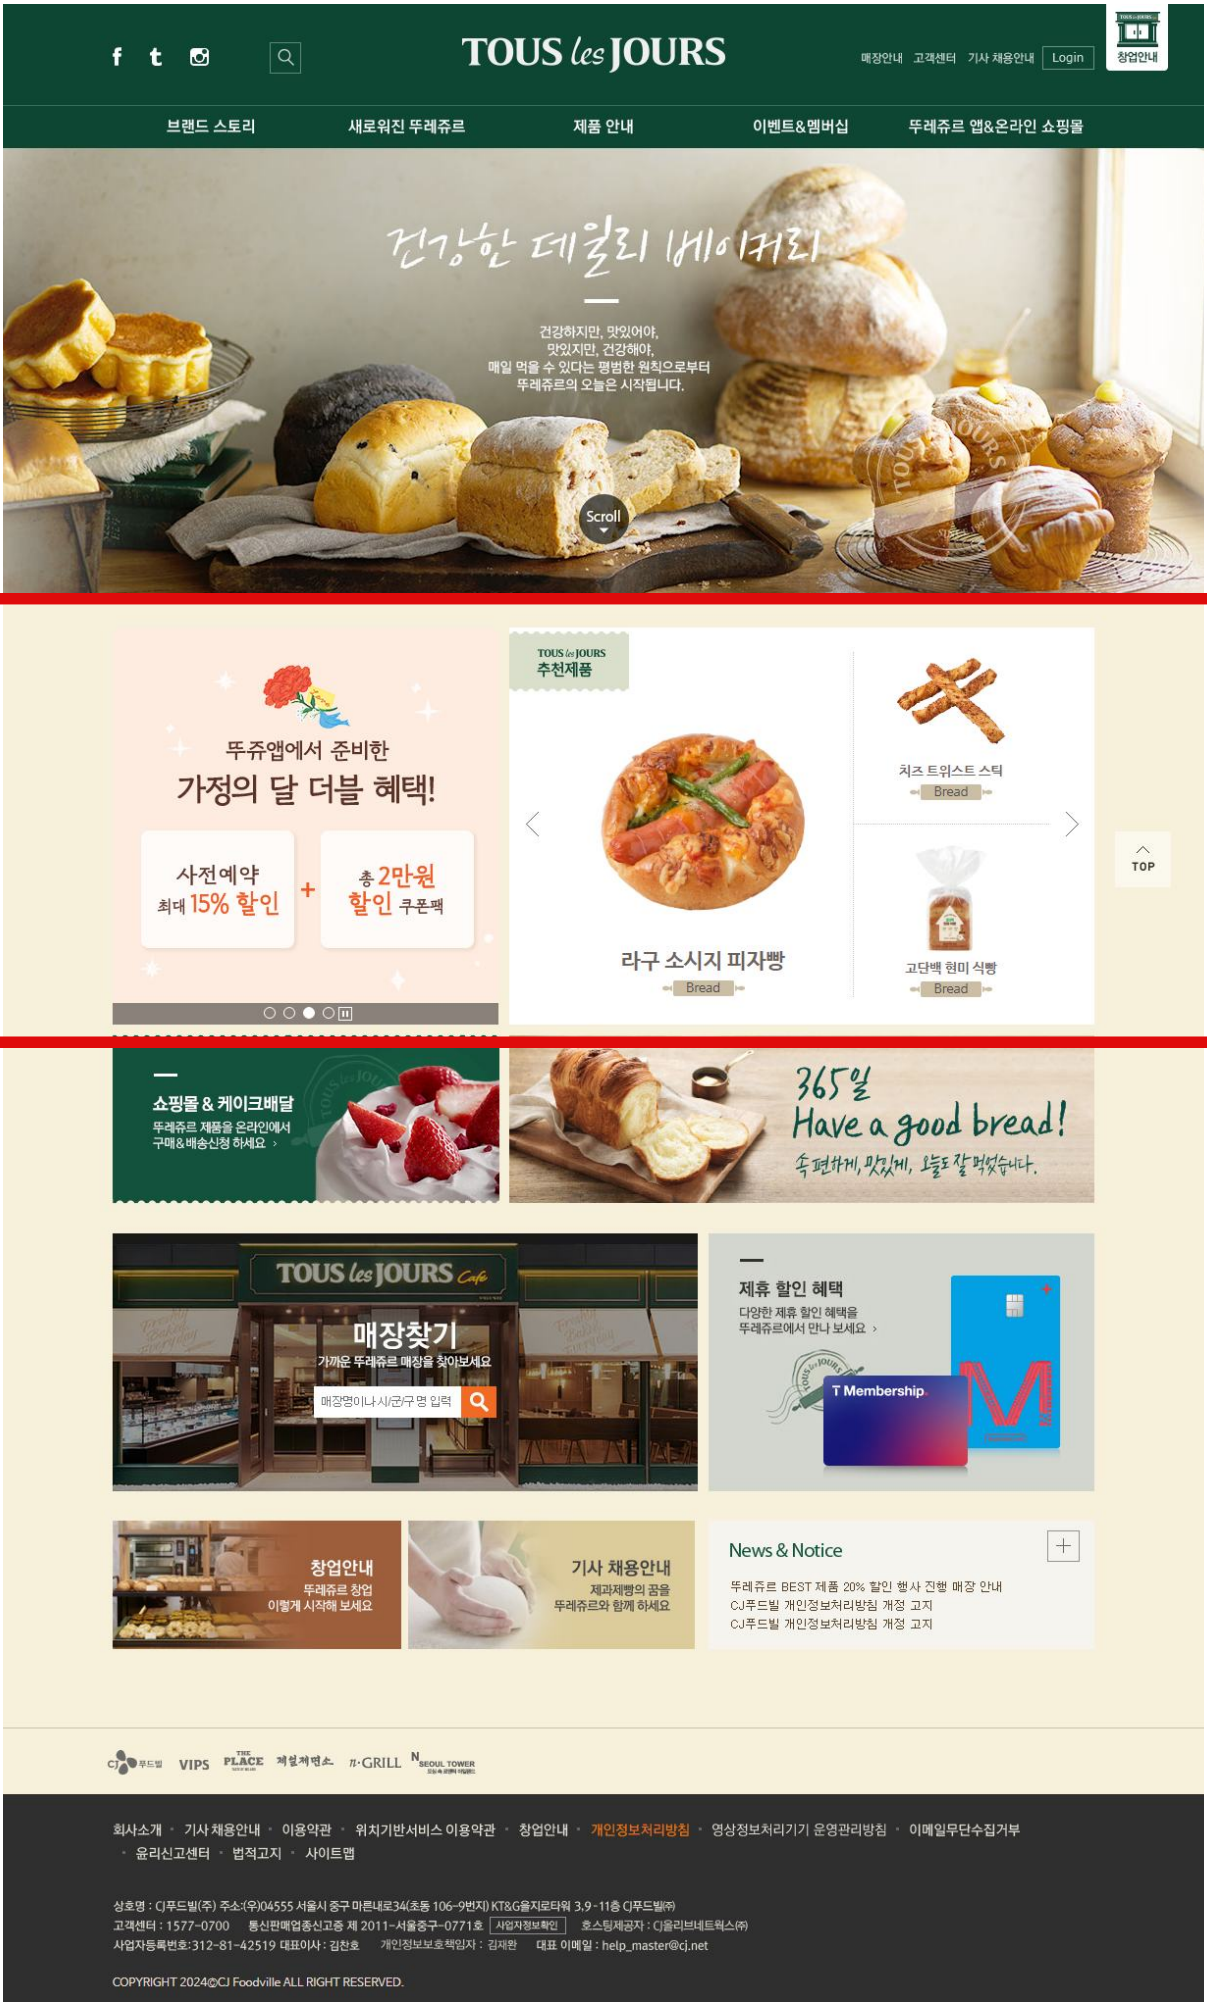 TOUS les JOURS
매장안내 고객센터 기사 채용안내 Login
창업안내
브랜드 스토리 새로워진 뚜레쥬르 제품 안내 이벤트&멤버십 뚜레쥬르 앱&온라인 쇼핑몰
건강한 데일리 베이커리
건강하지만, 맛있어야,
맛있지만, 건강해야,
매일 먹을 수 있다는 평범한 원칙으로부터
뚜레쥬르의 오늘은 시작됩니다.
TOUS les JOURS
Scroll
뚜쥬앱에서 준비한
가정의 달 더블 혜택!
사전예약
최대 15% 할인
+
총 2만원
할인 쿠폰팩
TOUS les JOURS
추천제품
라구 소시지 피자빵
Bread
치즈 트위스트 스틱
Bread
고단백 현미 식빵
Bread
TOP
쇼핑몰 & 케이크배달
뚜레쥬르 제품을 온라인에서
구매&배송신청 하세요 >
365일
Have a good bread!
속 편하게, 맛있게, 오늘도 잘 먹었습니다.
TOUS les JOURS Cafe
매장찾기
가까운 뚜레쥬르 매장을 찾아보세요
매장명이나 시/군/구 명 입력
제휴 할인 혜택
다양한 제휴 할인 혜택을
뚜레쥬르에서 만나 보세요 >
TOUS les JOURS
T Membership.
M
창업안내
뚜레쥬르 창업
이렇게 시작해 보세요
기사 채용안내
제과제빵의 꿈을
뚜레쥬르와 함께 하세요
News & Notice
뚜레쥬르 BEST 제품 20% 할인 행사 진행 매장 안내
CJ푸드빌 개인정보처리방침 개정 고지
CJ푸드빌 개인정보처리방침 개정 고지
CJ 푸드빌 VIPS THE PLACE 제일제면소 n·GRILL N SEOUL TOWER
회사소개 · 기사 채용안내 · 이용약관 · 위치기반서비스 이용약관 · 창업안내 · 개인정보처리방침 · 영상정보처리기기 운영관리방침 · 이메일무단수집거부
· 윤리신고센터 · 법적고지 · 사이트맵
상호명 : CJ푸드빌(주) 주소:(우)04555 서울시 중구 마른내로34(초동 106-9번지) KT&G을지로타워 3,9-11층 CJ푸드빌㈜
고객센터 : 1577-0700 통신판매업종신고증 제 2011-서울중구-0771호 사업자정보확인 호스팅제공자 : CJ올리브네트웍스㈜
사업자등록번호:312-81-42519 대표이사 : 김찬호 개인정보보호책임자 : 김재완 대표 이메일 : help_master@cj.net
COPYRIGHT 2024©CJ Foodville ALL RIGHT RESERVED.